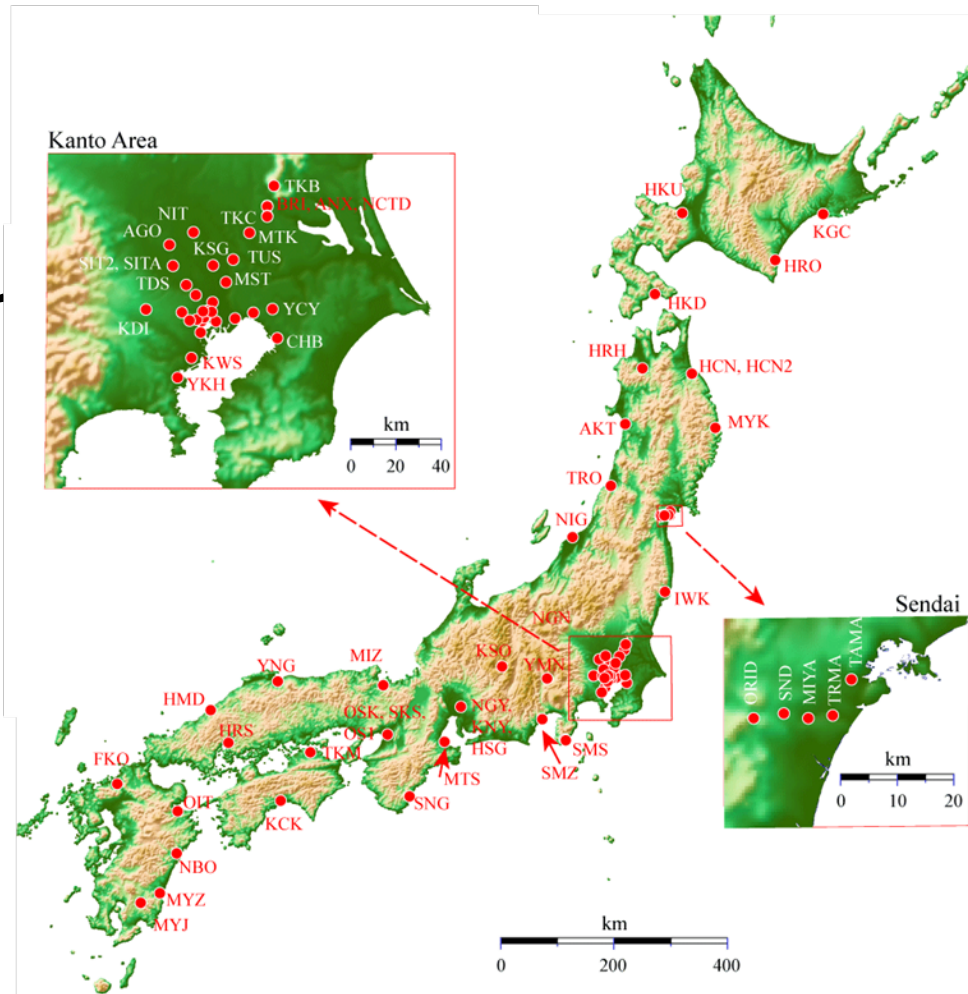 Kanto Area
TKB
BRI, ANX, NCTD
TKC
NIT
MTK
AGO
KSG
TUS
SIT2, SITA
MST
TDS
YCY
KDI
CHB
KWS
YKH
km
0 20 40
HKU
KGC
HRO
HKD
HRH
HCN, HCN2
AKT
MYK
TRO
NIG
IWK
NGN
KSO
YMN
MIZ
YNG
HMD
NGY,
OSK, SKS,
KNY,
OST
HRS
HSG
SMS
TKM
MTS
SMZ
FKO
SNG
OIT
KCK
NBO
MYZ
MYJ
Sendai
ORID
SND
MIYA
TRMA
TAMA
km
0 10 20
km
0 200 400